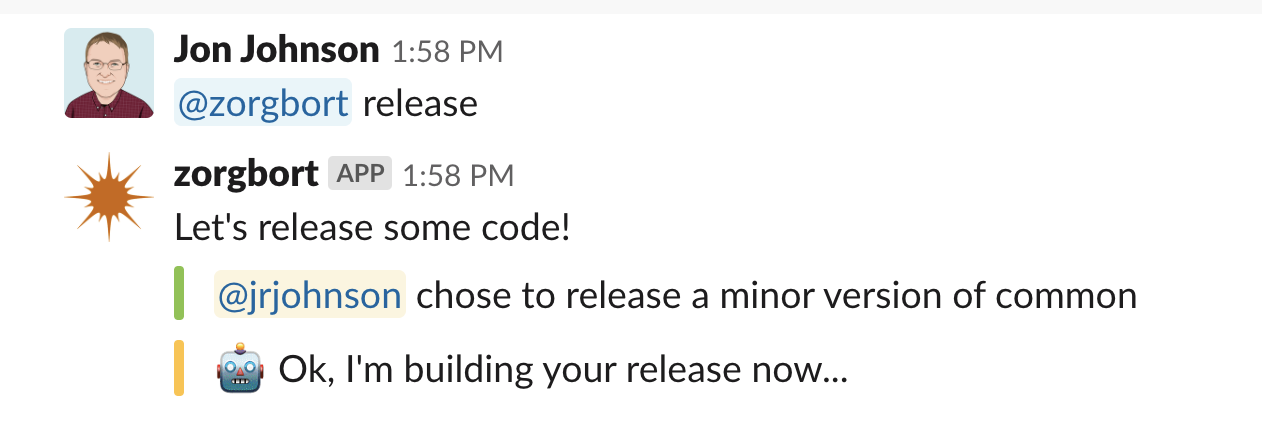 Jon Johnson 1:58 PM
@zorgbort release
zorgbort APP 1:58 PM
Let's release some code!
@jrjohnson chose to release a minor version of common
Ok, I'm building your release now...